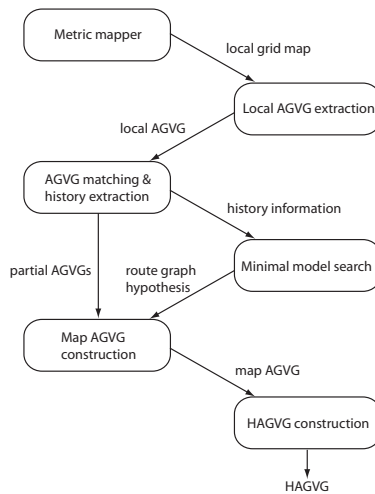 Metric mapper
local grid map
Local AGVG extraction
local AGVG
AGVG matching &
history extraction
history information
partial AGVGs
route graph
hypothesis
Minimal model search
Map AGVG
construction
map AGVG
HAGVG construction
HAGVG